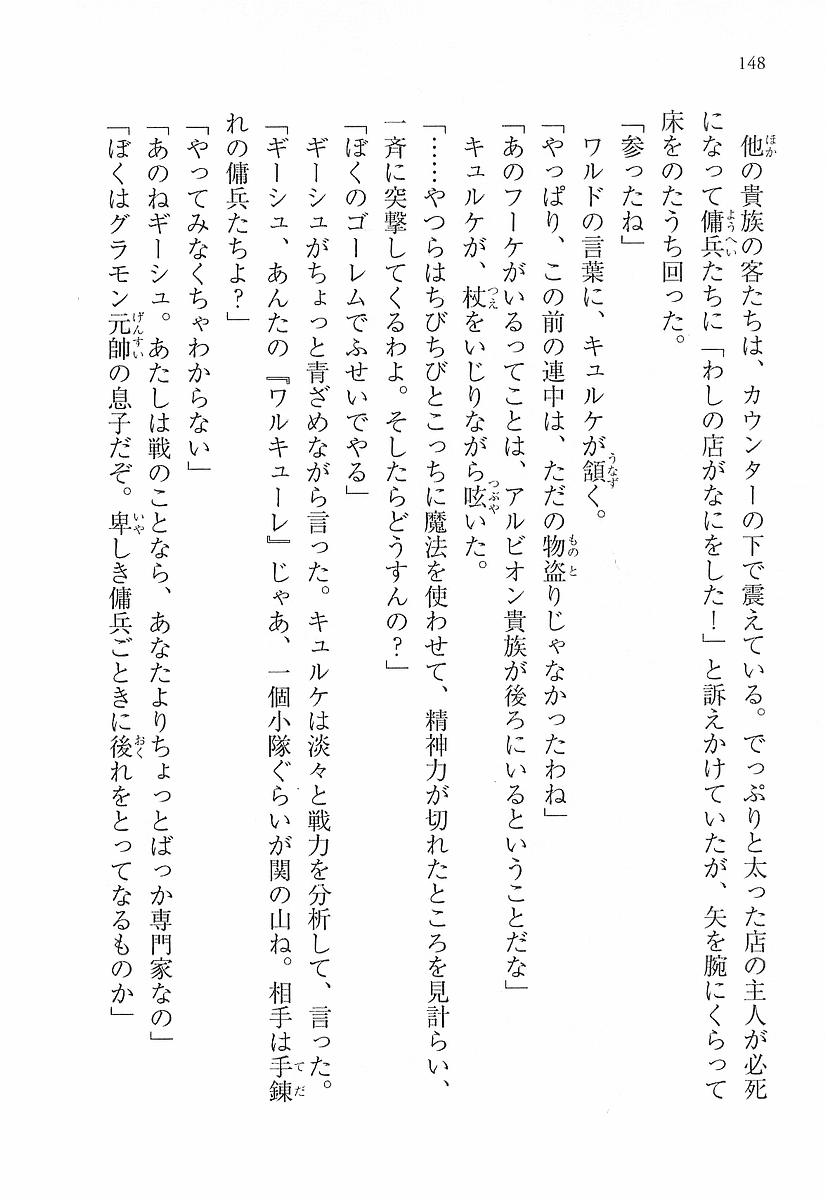 148
他の貴族の客たちは、カウンターの下で震えている。でっぷりと太った店の主人が必死
になって傭兵たちに「わしの店がなにをした！」と訴えかけていたが、矢を腕にくらって
床をのたうち回った。
「参ったね」
ワルドの言葉に、キュルケが頷く。
「やっぱり、この前の連中は、ただの物盗りじゃなかったわね」
「あのフーケがいるってことは、アルビオン貴族が後ろにいるということだな」
キュルケが、杖をいじりながら呟いた。
「……やつらはちびちびとこっちに魔法を使わせて、精神力が切れたところを見計らい、
一斉に突撃してくるわよ。そしたらどうすんの？」
「ぼくのゴーレムでふせいでやる」
ギーシュがちょっと青ざめながら言った。キュルケは淡々と戦力を分析して、言った。
「ギーシュ、あんたの『ワルキューレ』じゃあ、一個小隊ぐらいが関の山ね。相手は手錬
れの傭兵たちよ？」
「やってみなくちゃわからない」
「あのねギーシュ。あたしは戦のことなら、あなたよりちょっとばっか専門家なの」
「ぼくはグラモン元帥の息子だぞ。卑しき傭兵ごときに後れをとってなるものか」